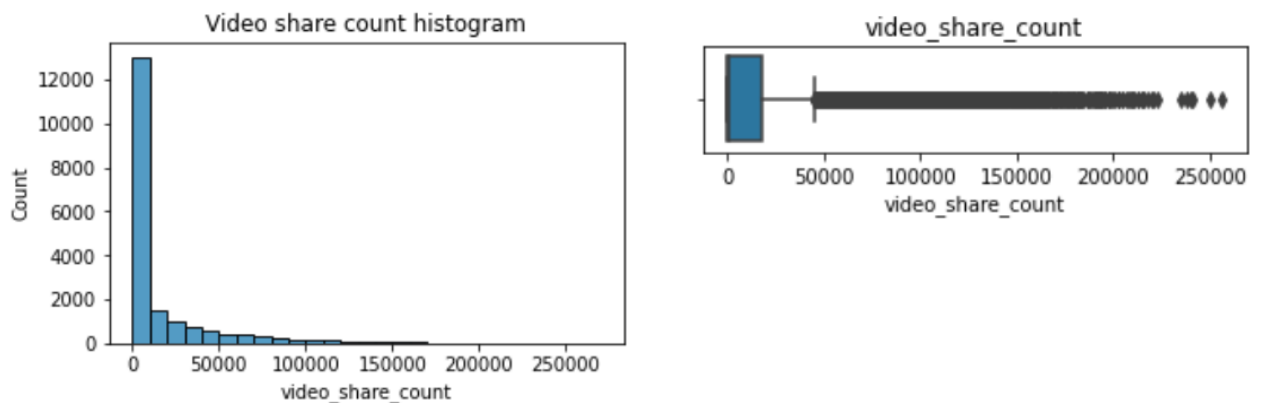 Video share count histogram
12000
10000
8000
6000
4000
2000
0
Count
0 50000 100000 150000 200000 250000
video_share_count
video_share_count
0 50000 100000 150000 200000 250000
video_share_count